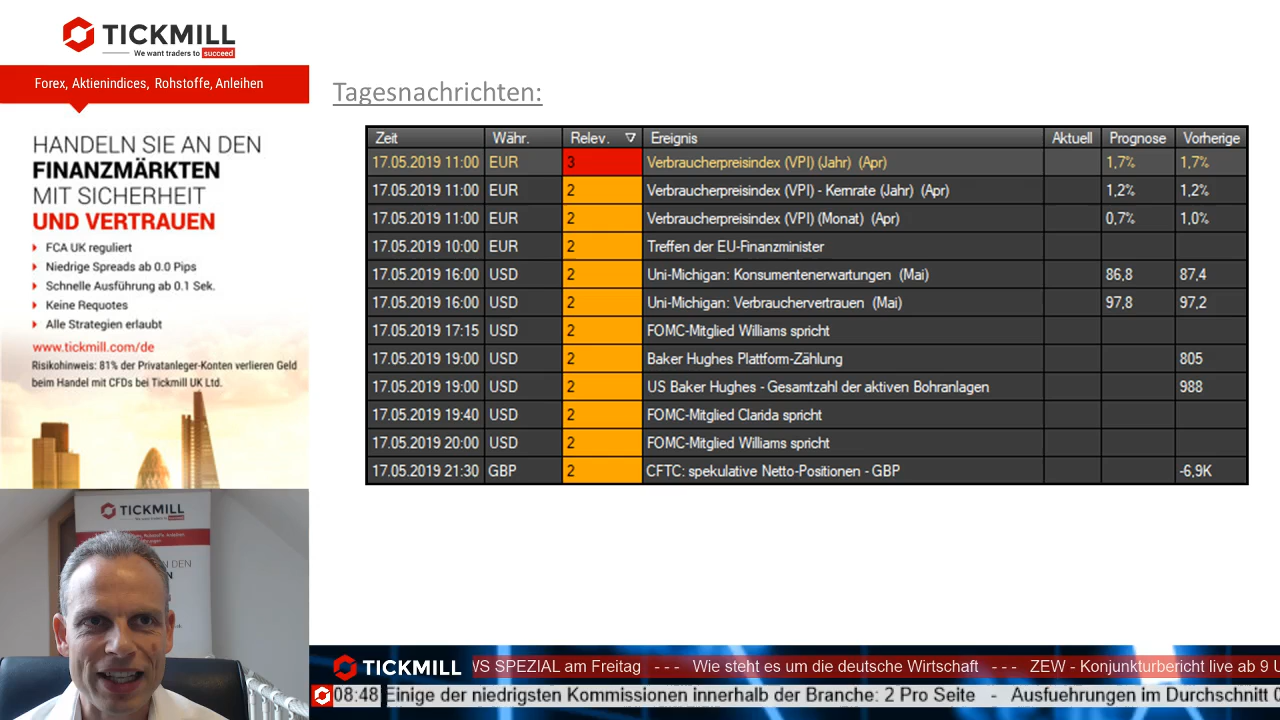 TICKMILL
We want traders to succeed
Forex, Aktienindices, Rohstoffe, Anleihen
HANDELN SIE AN DEN
FINANZMÄRKTEN
MIT SICHERHEIT
UND VERTRAUEN
FCA UK reguliert
Niedrige Spreads ab 0.0 Pips
Schnelle Ausführung ab 0.1 Sek.
Keine Requotes
Alle Strategien erlaubt
www.tickmill.com/de
Risikohinweis: 81% der Privatanleger-Konten verlieren Geld
beim Handel mit CFDs bei Tickmill UK Ltd.
Tagesnachrichten:
Zeit Währ. Relev. Ereignis Aktuell Prognose Vorherige
17.05.2019 11:00 EUR 3 Verbraucherpreisindex (VPI) (Jahr) (Apr) 1,7% 1,7%
17.05.2019 11:00 EUR 2 Verbraucherpreisindex (VPI) - Kernrate (Jahr) (Apr) 1,2% 1,2%
17.05.2019 11:00 EUR 2 Verbraucherpreisindex (VPI) (Monat) (Apr) 0,7% 1,0%
17.05.2019 10:00 EUR 2 Treffen der EU-Finanzminister
17.05.2019 16:00 USD 2 Uni-Michigan: Konsumentenerwartungen (Mai) 86,8 87,4
17.05.2019 16:00 USD 2 Uni-Michigan: Verbrauchervertrauen (Mai) 97,8 97,2
17.05.2019 17:15 USD 2 FOMC-Mitglied Williams spricht
17.05.2019 19:00 USD 2 Baker Hughes Plattform-Zählung 805
17.05.2019 19:00 USD 2 US Baker Hughes - Gesamtzahl der aktiven Bohranlagen 988
17.05.2019 19:40 USD 2 FOMC-Mitglied Clarida spricht
17.05.2019 20:00 USD 2 FOMC-Mitglied Williams spricht
17.05.2019 21:30 GBP 2 CFTC: spekulative Netto-Positionen - GBP -6,9K
TICKMILL
DEN
TICKMILL WS SPEZIAL am Freitag - - - Wie steht es um die deutsche Wirtschaft - - - ZEW - Konjunkturbericht live ab 9 U
08:48 Einige der niedrigsten Kommissionen innerhalb der Branche: 2 Pro Seite - Ausfuehrungen im Durchschnitt 0